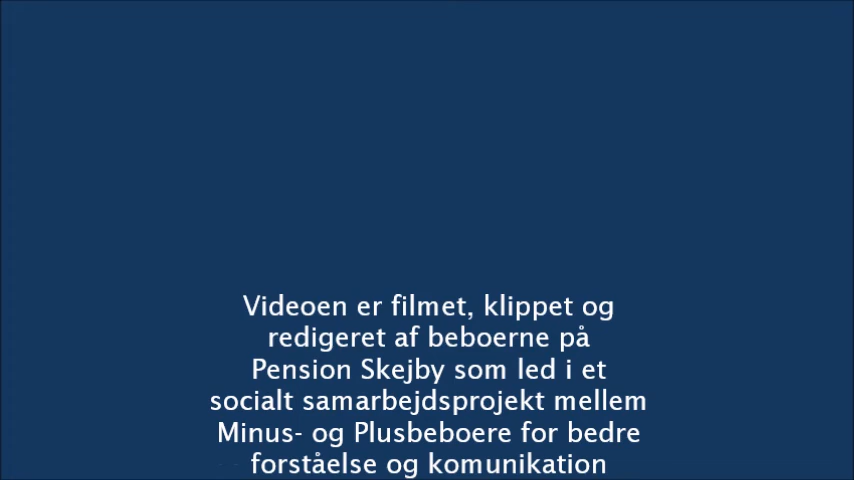 Videoen er filmet, klippet og
redigeret af beboerne på
Pension Skejby som led i et
socialt samarbejdsprojekt mellem
Minus- og Plusbeboere for bedre
forståelse og komunikation